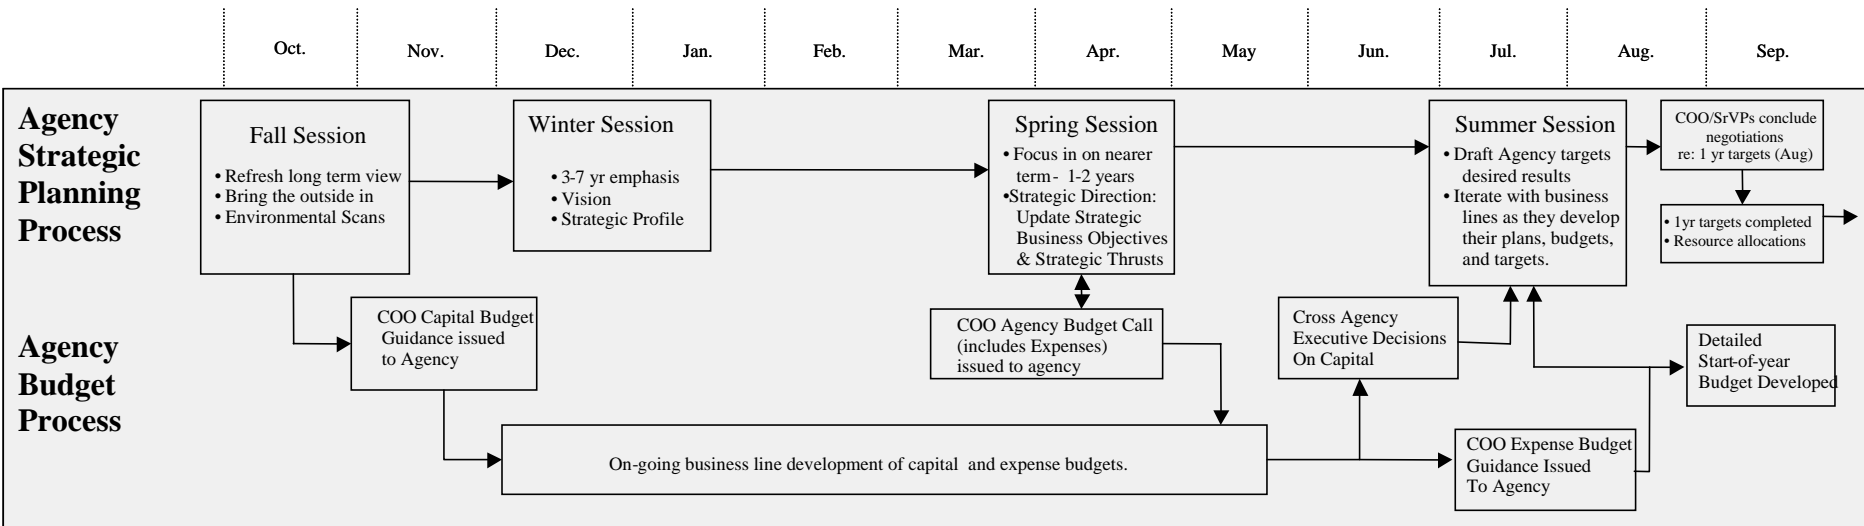 Oct.
Nov.
Dec.
Jan.
Feb.
Mar.
Apr.
May
Jun.
Jul.
Aug.
Sep.
Agency
Strategic
Planning
Process
Fall Session
• Refresh long term view
• Bring the outside in
• Environmental Scans
Winter Session
• 3-7 yr emphasis
• Vision
• Strategic Profile
Spring Session
• Focus in on nearer
term- 1-2 years
•Strategic Direction:
Update Strategic
Business Objectives
& Strategic Thrusts
Summer Session
• Draft Agency targets
desired results
• Iterate with business
lines as they develop
their plans, budgets,
and targets.
COO/SrVPs conclude
negotiations
re: 1 yr targets (Aug)
• 1yr targets completed
• Resource allocations
Agency
Budget
Process
COO Capital Budget
Guidance issued
to Agency
COO Agency Budget Call
(includes Expenses)
issued to agency
Cross Agency
Executive Decisions
On Capital
Detailed
Start-of-year
Budget Developed
On-going business line development of capital and expense budgets.
COO Expense Budget
Guidance Issued
To Agency